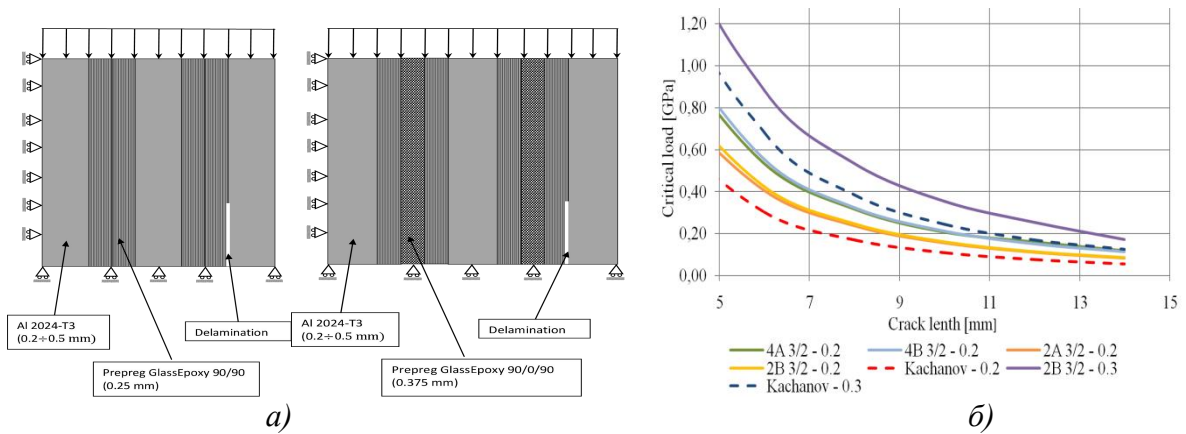 Al 2024-T3
(0.2÷0.5 mm)
Delamination
Prepreg GlassEpoxy 90/90
(0.25 mm)
Al 2024-T3
(0.2÷0.5 mm)
Delamination
Prepreg GlassEpoxy 90/0/90
(0.375 mm)
а)
Critical load [GPa]
1,20
1,00
0,80
0,60
0,40
0,20
0,00
5 7 9 11 13 15
Crack lenth [mm]
4A 3/2 - 0.2 4B 3/2 - 0.2 2A 3/2 - 0.2
2B 3/2 - 0.2 Kachanov - 0.2 2B 3/2 - 0.3
Kachanov - 0.3
б)